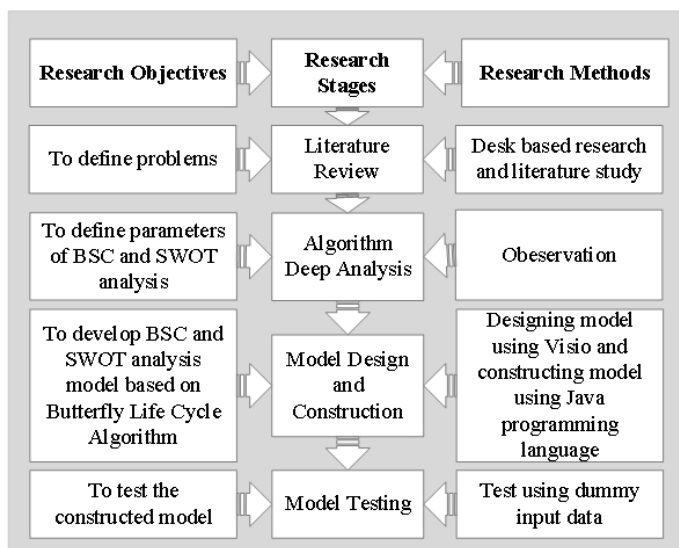 Research Objectives
Research
Stages
Research Methods
To define problems
Literature
Review
Desk based research
and literature study
To define parameters
of BSC and SWOT
analysis
Algorithm
Deep Analysis
Obeservation
To develop BSC and
SWOT analysis
model based on
Butterfly Life Cycle
Algorithm
Model Design
and
Construction
Designing model
using Visio and
constructing model
using Java
programming
language
To test the
constructed model
Model Testing
Test using dummy
input data